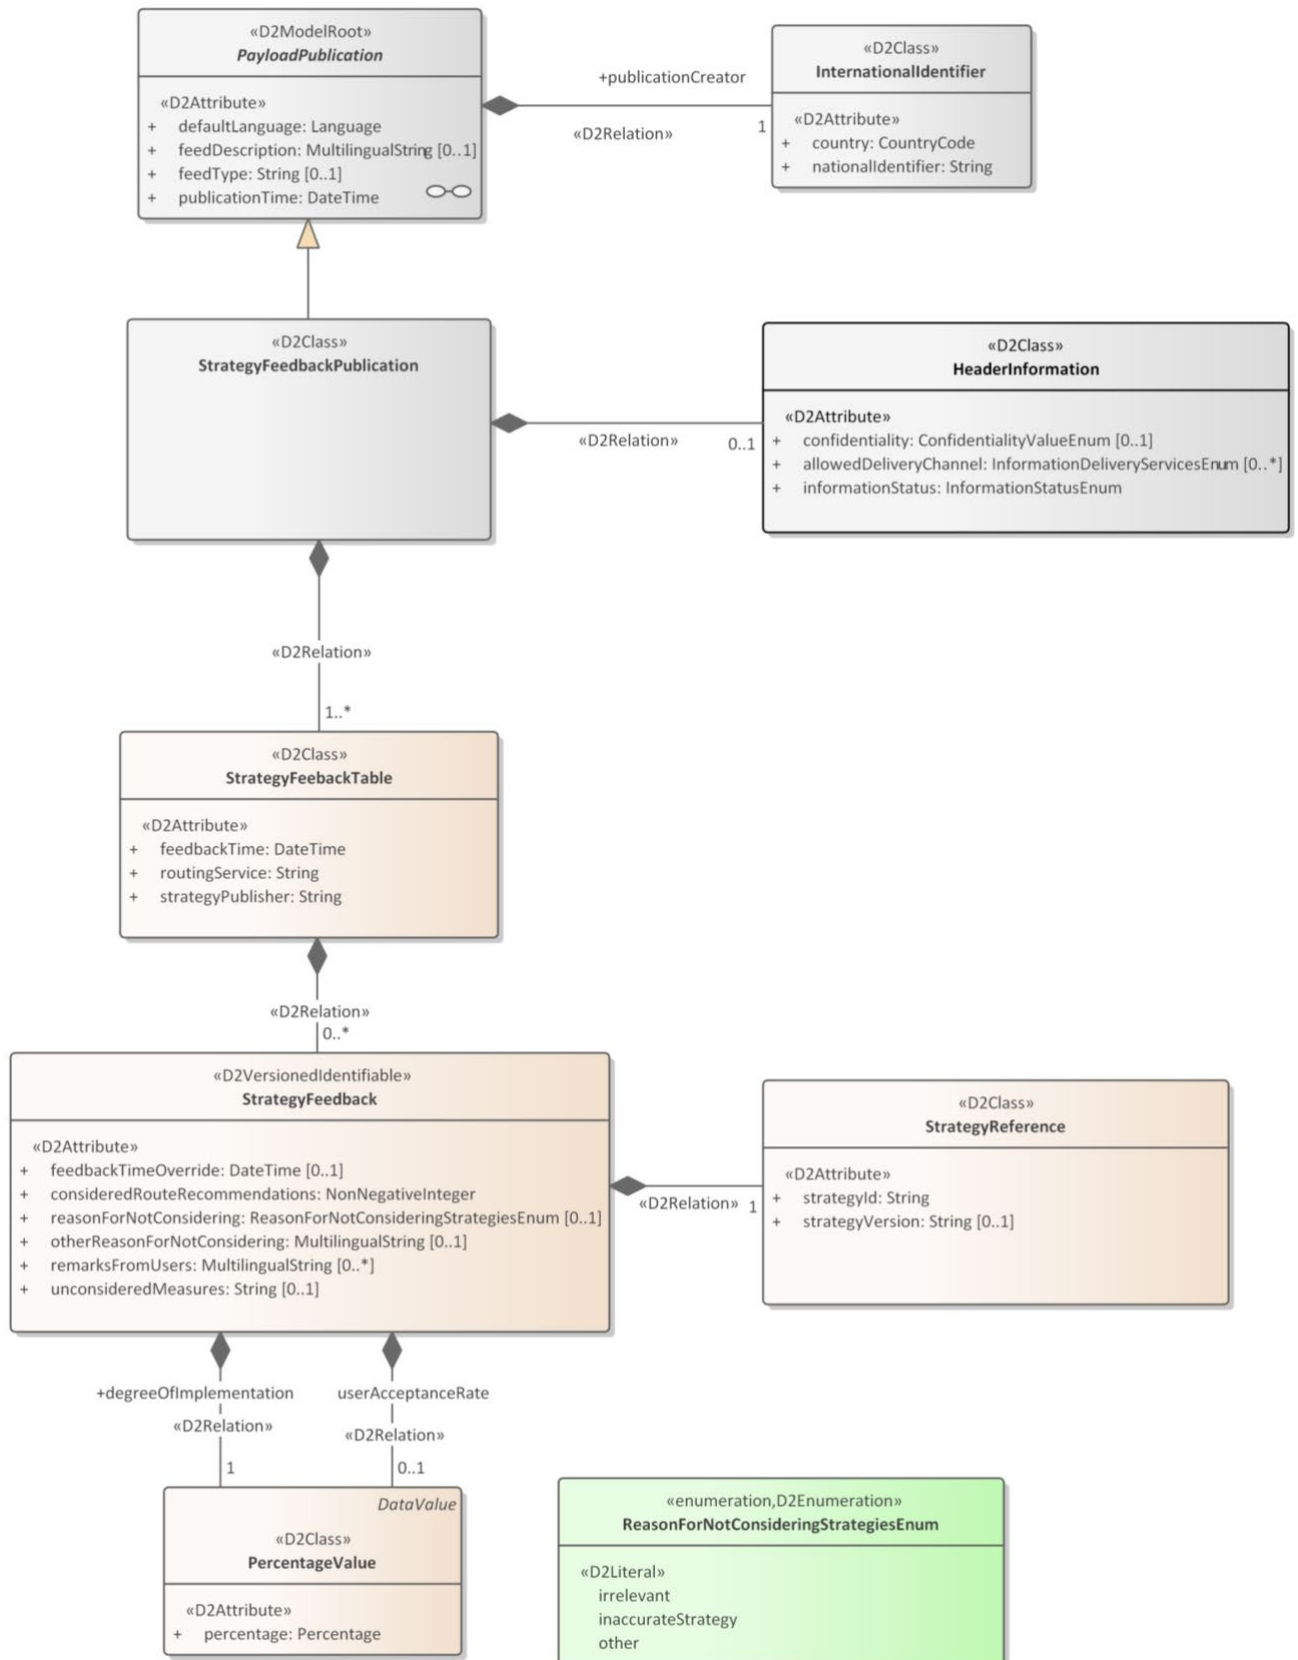 «D2ModelRoot»
PayloadPublication
«D2Attribute»
+ defaultLanguage: Language
+ feedDescription: MultilingualString [0..1]
+ feedType: String [0..1]
+ publicationTime: DateTime
+publicationCreator
«D2Relation»
1
«D2Class»
InternationalIdentifier
«D2Attribute»
+ country: CountryCode
+ nationalIdentifier: String
«D2Class»
StrategyFeedbackPublication
«D2Relation»
0..1
«D2Class»
HeaderInformation
«D2Attribute»
+ confidentiality: ConfidentialityValueEnum [0..1]
+ allowedDeliveryChannel: InformationDeliveryServicesEnum [0..*]
+ informationStatus: InformationStatusEnum
«D2Relation»
1..*
«D2Class»
StrategyFeebackTable
«D2Attribute»
+ feedbackTime: DateTime
+ routingService: String
+ strategyPublisher: String
«D2Relation»
0..*
«D2VersionedIdentifiable»
StrategyFeedback
«D2Attribute»
+ feedbackTimeOverride: DateTime [0..1]
+ consideredRouteRecommendations: NonNegativeInteger
+ reasonForNotConsidering: ReasonForNotConsideringStrategiesEnum [0..1]
+ otherReasonForNotConsidering: MultilingualString [0..1]
+ remarksFromUsers: MultilingualString [0..*]
+ unconsideredMeasures: String [0..1]
«D2Relation»
1
«D2Class»
StrategyReference
«D2Attribute»
+ strategyId: String
+ strategyVersion: String [0..1]
+degreeOfImplementation
«D2Relation»
1
userAcceptanceRate
«D2Relation»
0..1
DataValue
«D2Class»
PercentageValue
«D2Attribute»
+ percentage: Percentage
«enumeration,D2Enumeration»
ReasonForNotConsideringStrategiesEnum
«D2Literal»
irrelevant
inaccurateStrategy
other